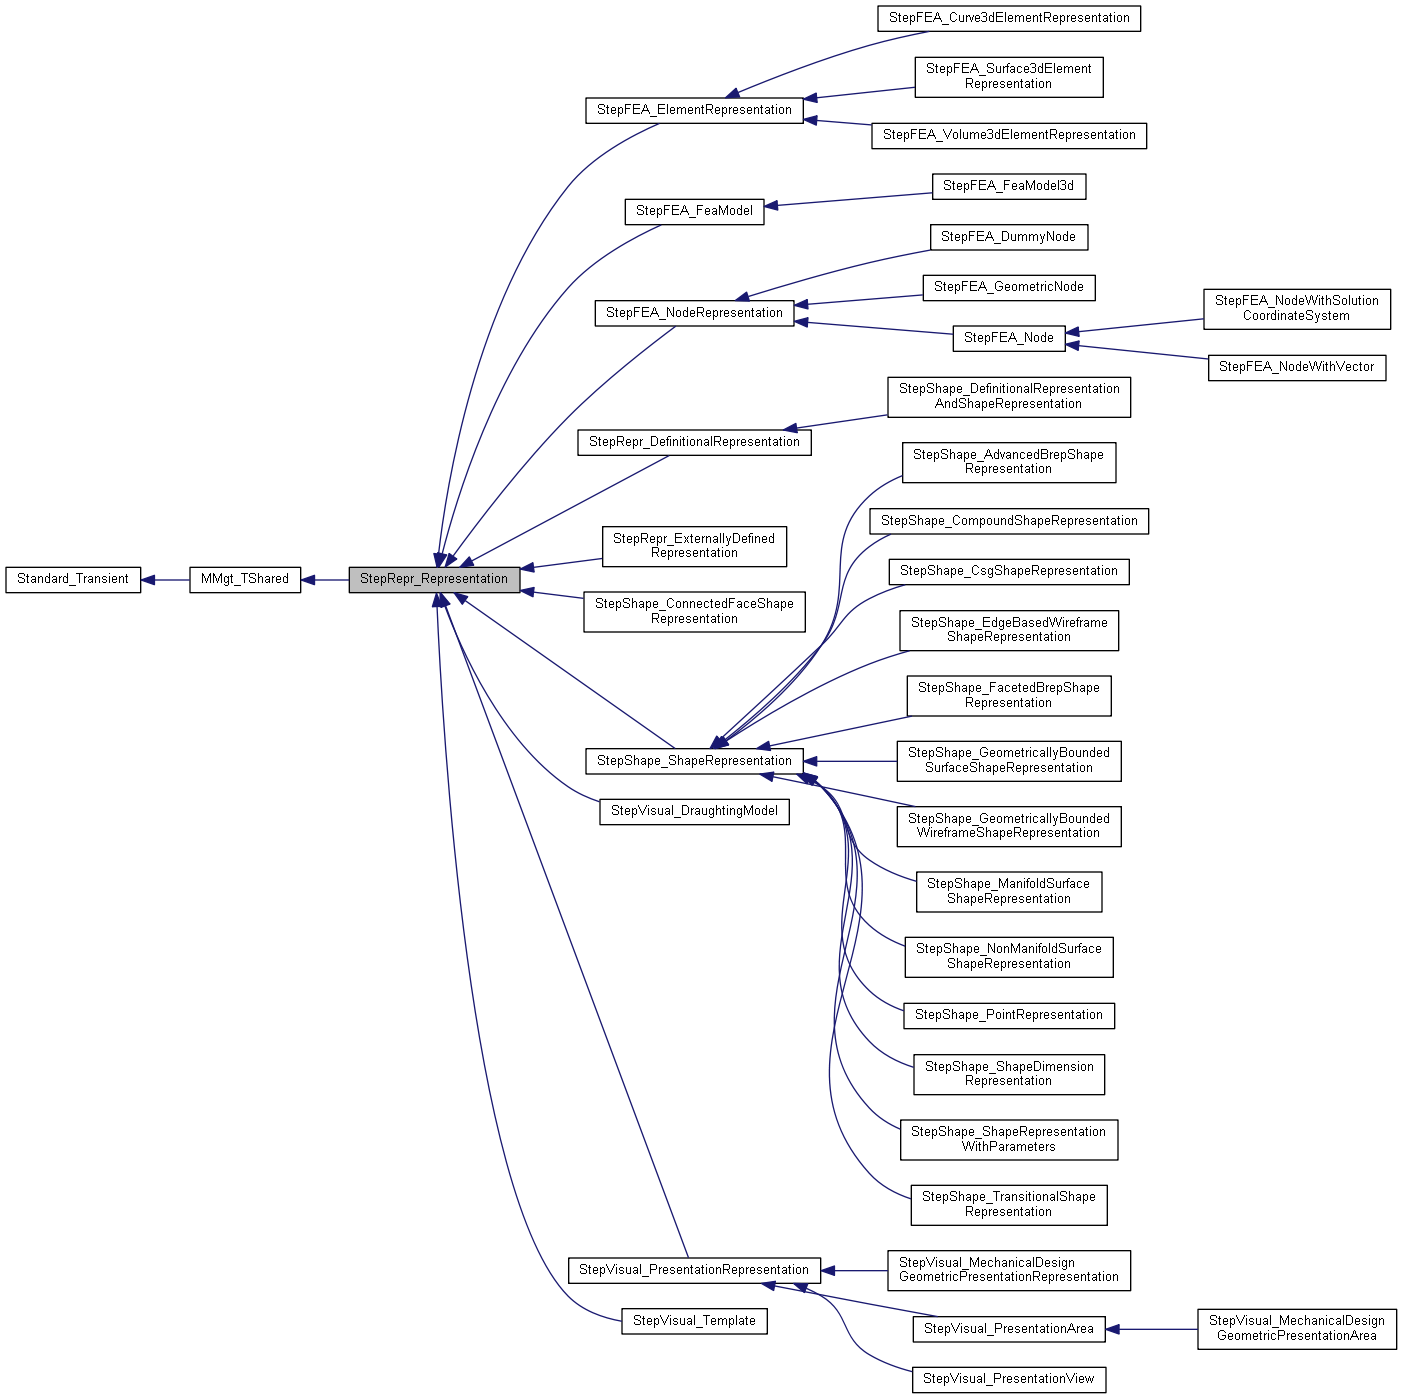 StepFEA_Curve3dElementRepresentation
StepFEA_Surface3dElement
Representation
StepFEA_ElementRepresentation
StepFEA_Volume3dElementRepresentation
StepFEA_FeaModel3d
StepFEA_FeaModel
StepFEA_DummyNode
StepFEA_GeometricNode
StepFEA_NodeRepresentation
StepFEA_NodeWithSolution
CoordinateSystem
StepFEA_Node
StepFEA_NodeWithVector
StepShape_DefinitionalRepresentation
AndShapeRepresentation
StepRepr_DefinitionalRepresentation
StepShape_AdvancedBrepShape
Representation
StepShape_CompoundShapeRepresentation
StepRepr_ExternallyDefined
Representation
StepShape_CsgShapeRepresentation
Standard_Transient
MMgt_TShared
StepRepr_Representation
StepShape_ConnectedFaceShape
Representation
StepShape_EdgeBasedWireframe
ShapeRepresentation
StepShape_FacetedBrepShape
Representation
StepShape_ShapeRepresentation
StepShape_GeometricallyBounded
SurfaceShapeRepresentation
StepVisual_DraughtingModel
StepShape_GeometricallyBounded
WireframeShapeRepresentation
StepShape_ManifoldSurface
ShapeRepresentation
StepShape_NonManifoldSurface
ShapeRepresentation
StepShape_PointRepresentation
StepShape_ShapeDimension
Representation
StepShape_ShapeRepresentation
WithParameters
StepShape_TransitionalShape
Representation
StepVisual_PresentationRepresentation
StepVisual_MechanicalDesign
GeometricPresentationRepresentation
StepVisual_Template
StepVisual_PresentationArea
StepVisual_MechanicalDesign
GeometricPresentationArea
StepVisual_PresentationView